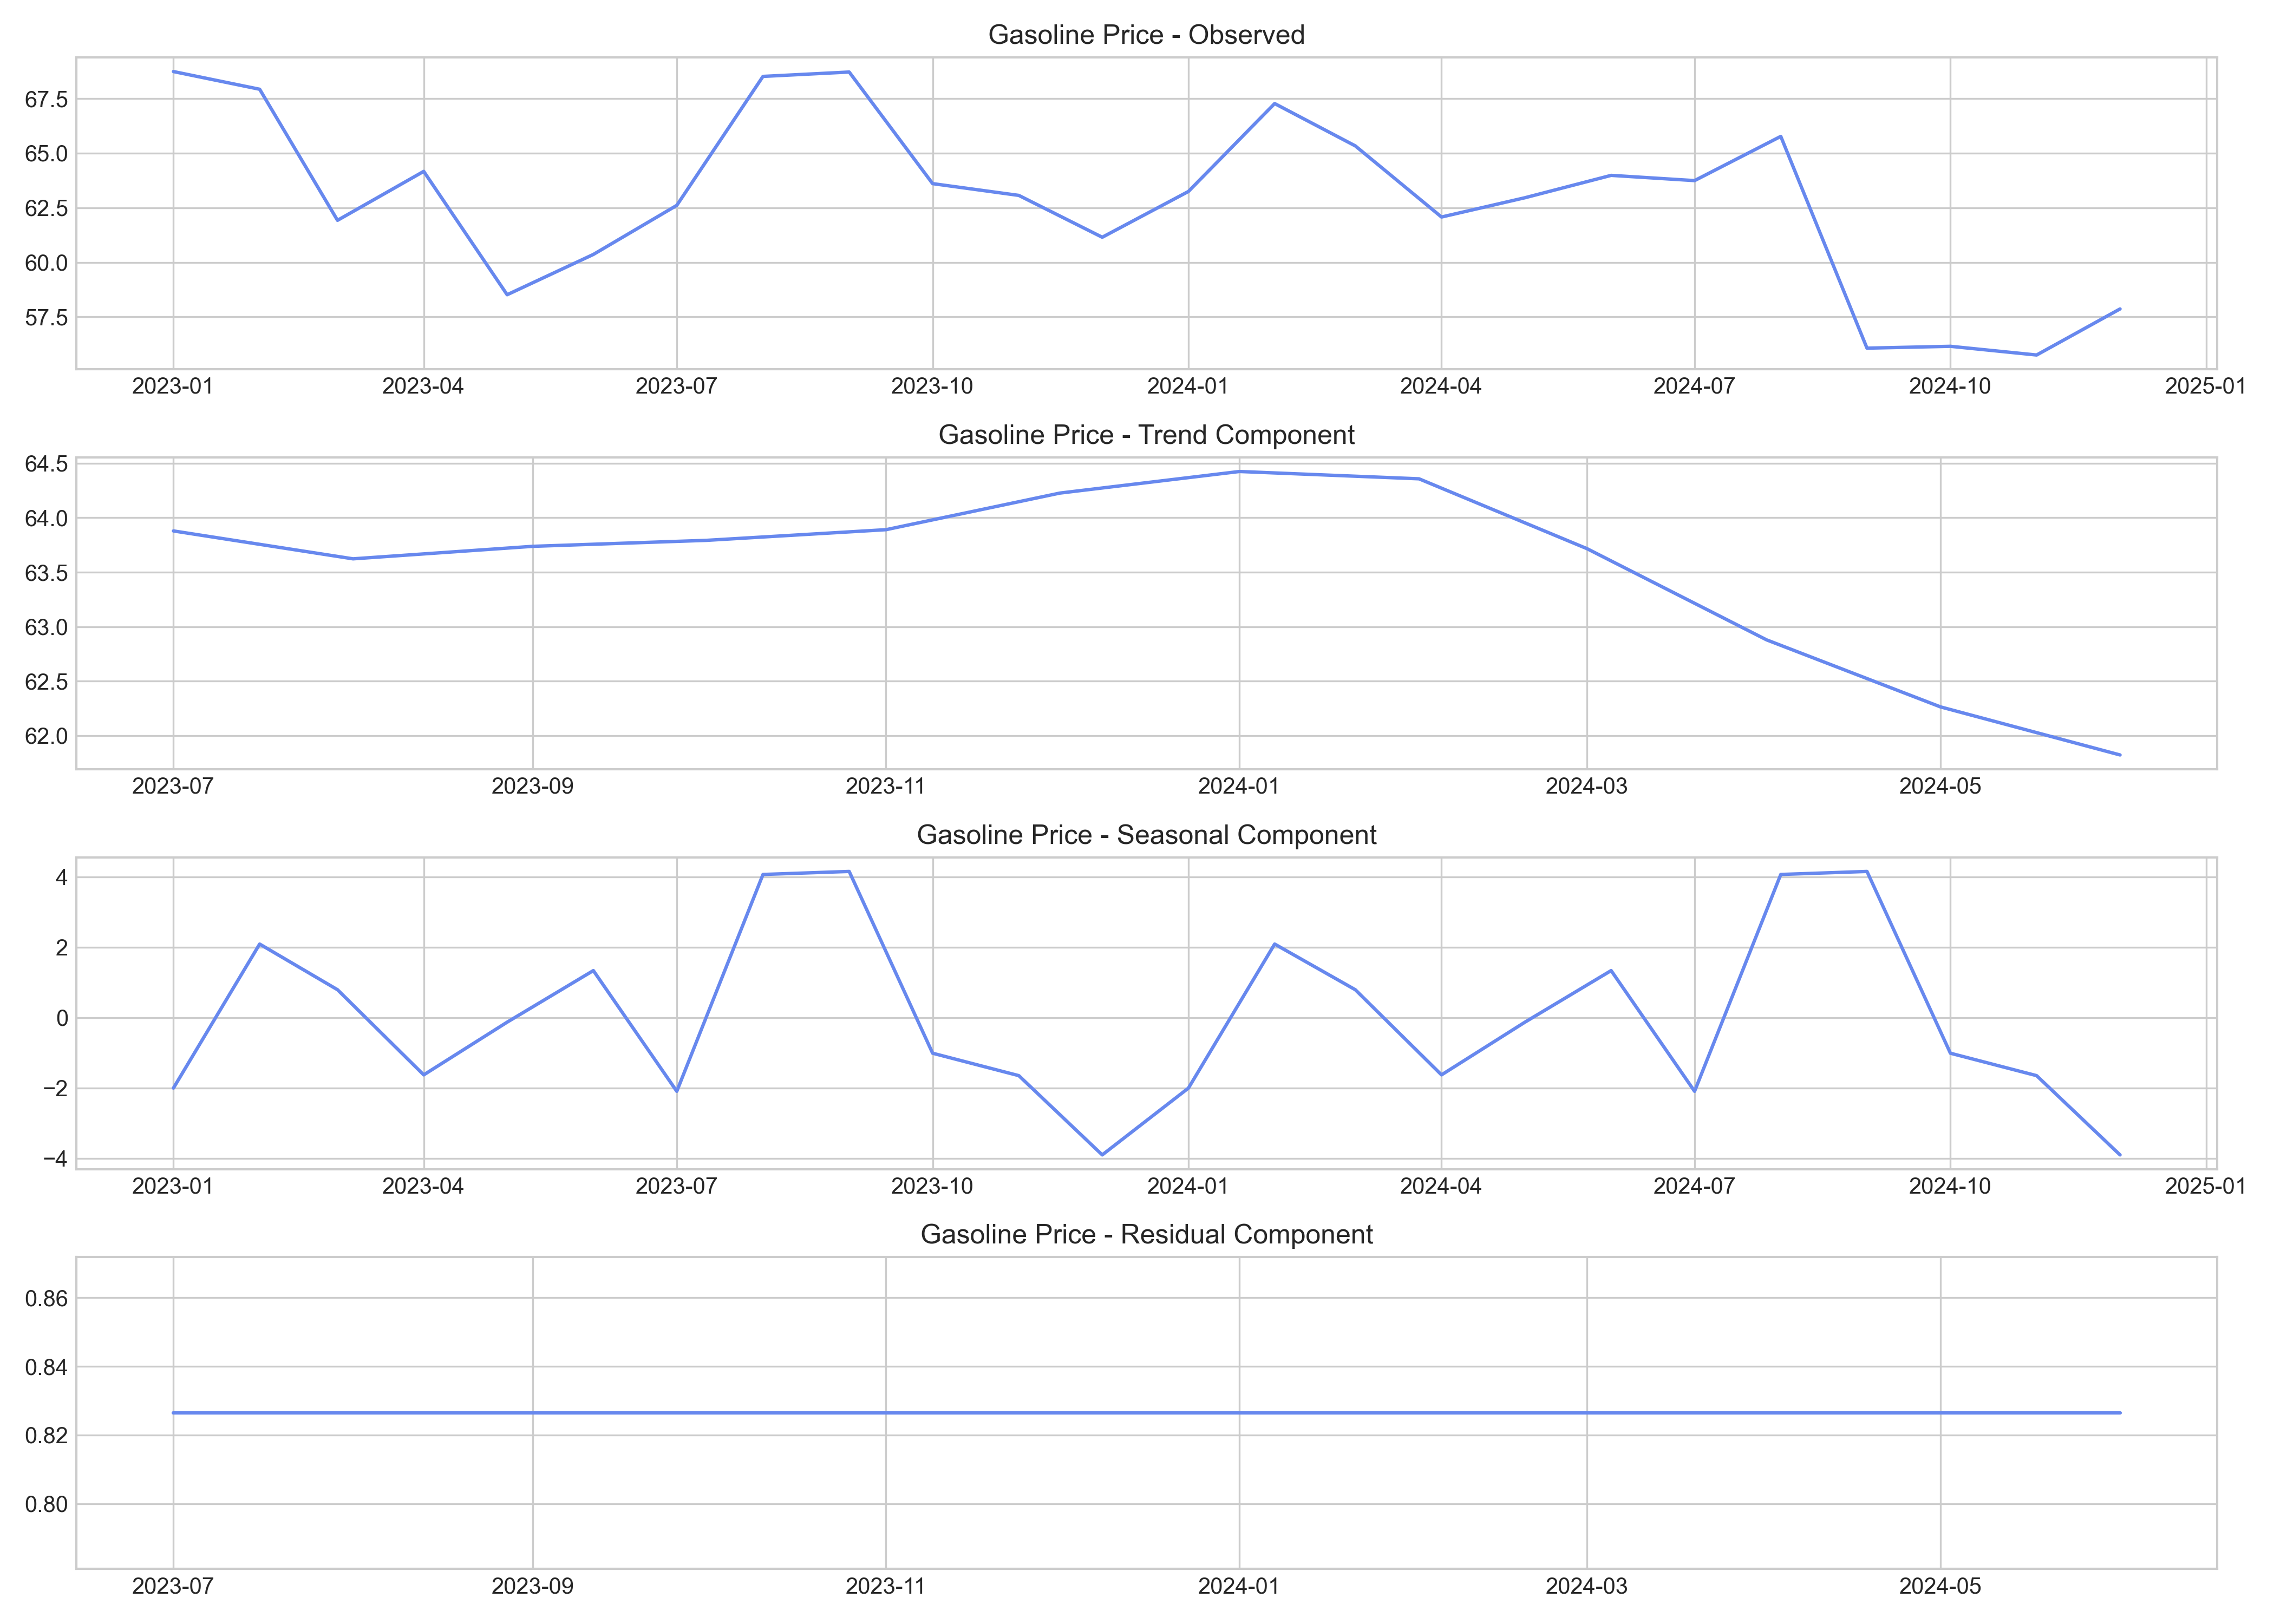 Gasoline Price - Observed
67.5
65.0
62.5
60.0
57.5
2023-01 2023-04 2023-07 2023-10 2024-01 2024-04 2024-07 2024-10 2025-01
Gasoline Price - Trend Component
64.5
64.0
63.5
63.0
62.5
62.0
2023-07 2023-09 2023-11 2024-01 2024-03 2024-05
Gasoline Price - Seasonal Component
4
2
0
−2
−4
2023-01 2023-04 2023-07 2023-10 2024-01 2024-04 2024-07 2024-10 2025-01
Gasoline Price - Residual Component
0.86
0.84
0.82
0.80
2023-07 2023-09 2023-11 2024-01 2024-03 2024-05